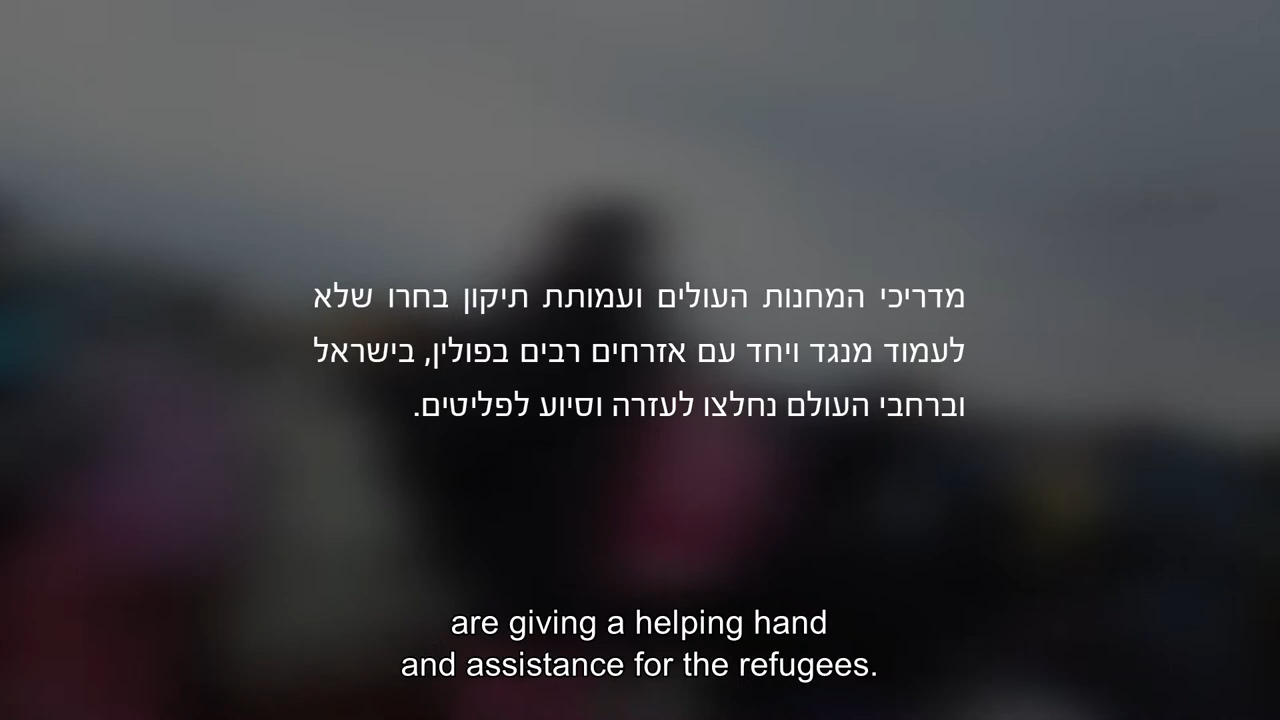 מדריכי המחנות העולים ועמותת תיקון בחרו שלא
לעמוד מנגד ויחד עם אזרחים רבים בפולין, בישראל
וברחבי העולם נחלצו לעזרה וסיוע לפליטים.
are giving a helping hand
and assistance for the refugees.